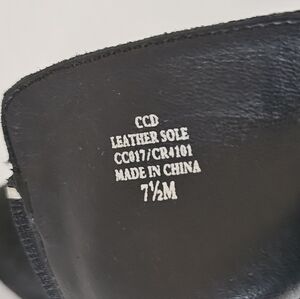 CCD
LEATHER SOLE
CC017/CR4101
MADE IN CHINA
7½M